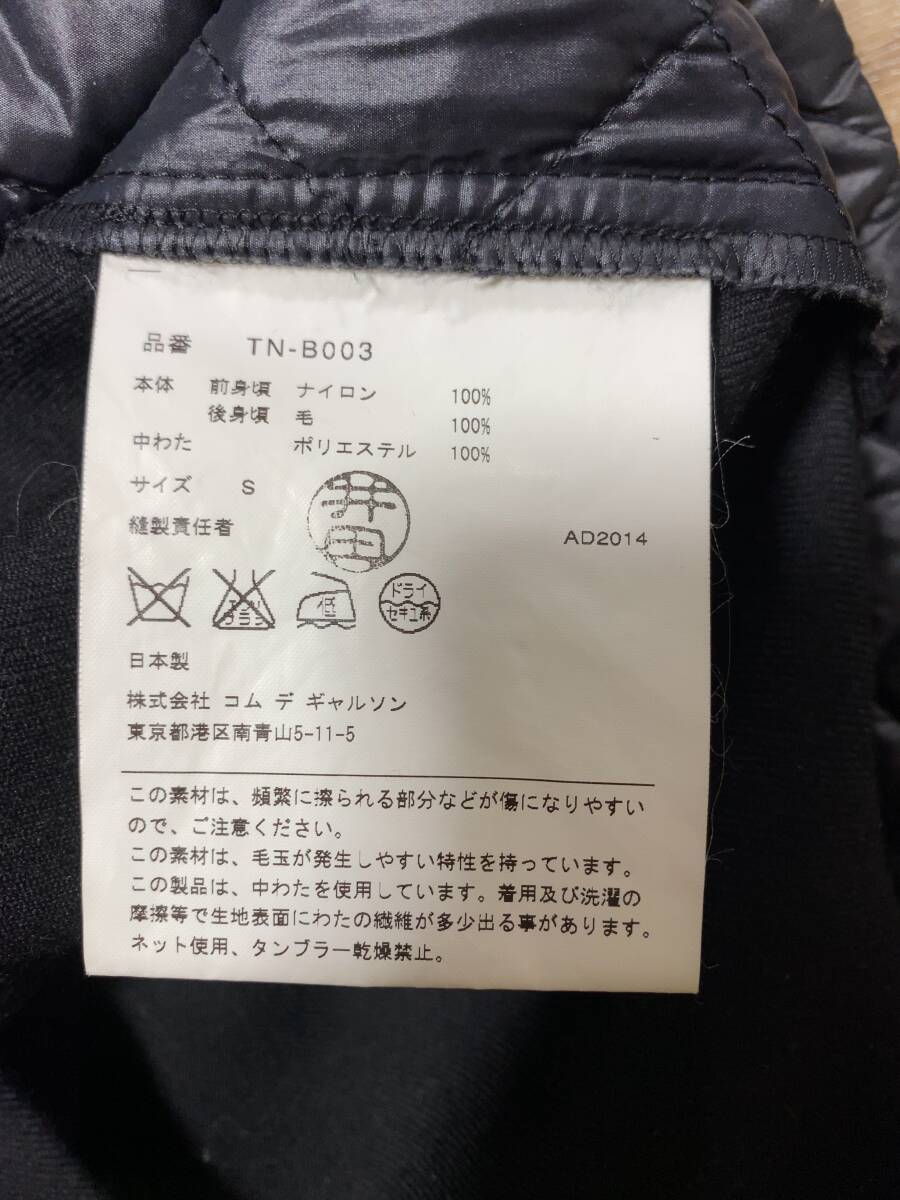 品番 TN-B003
本体 前身頃 ナイロン 100%
後身頃 毛 100%
中わた ポリエステル 100%
サイズ S
縫製責任者 井田
AD2014
エンソ
ブラシ
低
ドライ
セキユ系
日本製
株式会社 コム デ ギャルソン
東京都港区南青山5-11-5
この素材は、頻繁に擦られる部分などが傷になりやすい
ので、ご注意ください。
この素材は、毛玉が発生しやすい特性を持っています。
この製品は、中わたを使用しています。着用及び洗濯の
摩擦等で生地表面にわたの繊維が多少出る事があります。
ネット使用、タンブラー乾燥禁止。